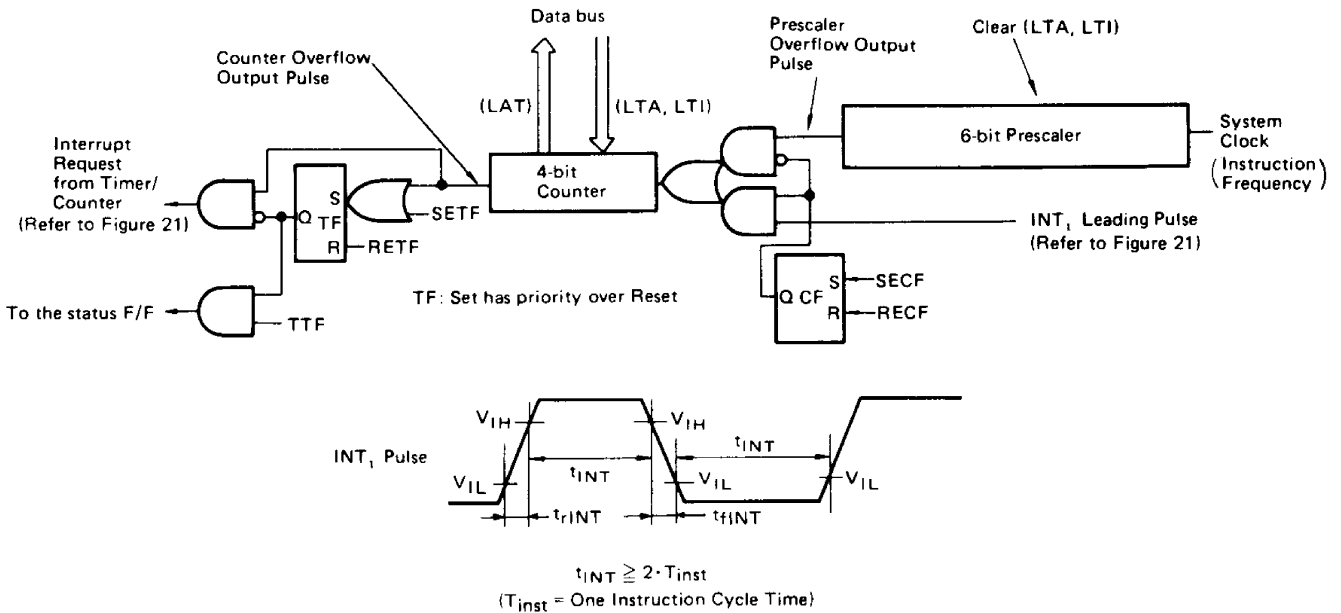 Data bus
Counter Overflow
Output Pulse
Prescaler
Overflow Output
Pulse
Clear (LTA, LTI)
(LAT)
(LTA, LTI)
Interrupt
Request
from Timer/
Counter
(Refer to Figure 21)
S
Q
TF
R
SETF
RETF
4-bit
Counter
6-bit Prescaler
System
Clock
(Instruction
Frequency)
INT₁ Leading Pulse
(Refer to Figure 21)
To the status F/F
TTF
TF: Set has priority over Reset
S
Q CF
R
SECF
RECF
INT₁ Pulse
VIH
VIH
VIL
VIL
VIL
tINT
tINT
trINT
tfINT
tINT ≧ 2·Tinst
(Tinst = One Instruction Cycle Time)